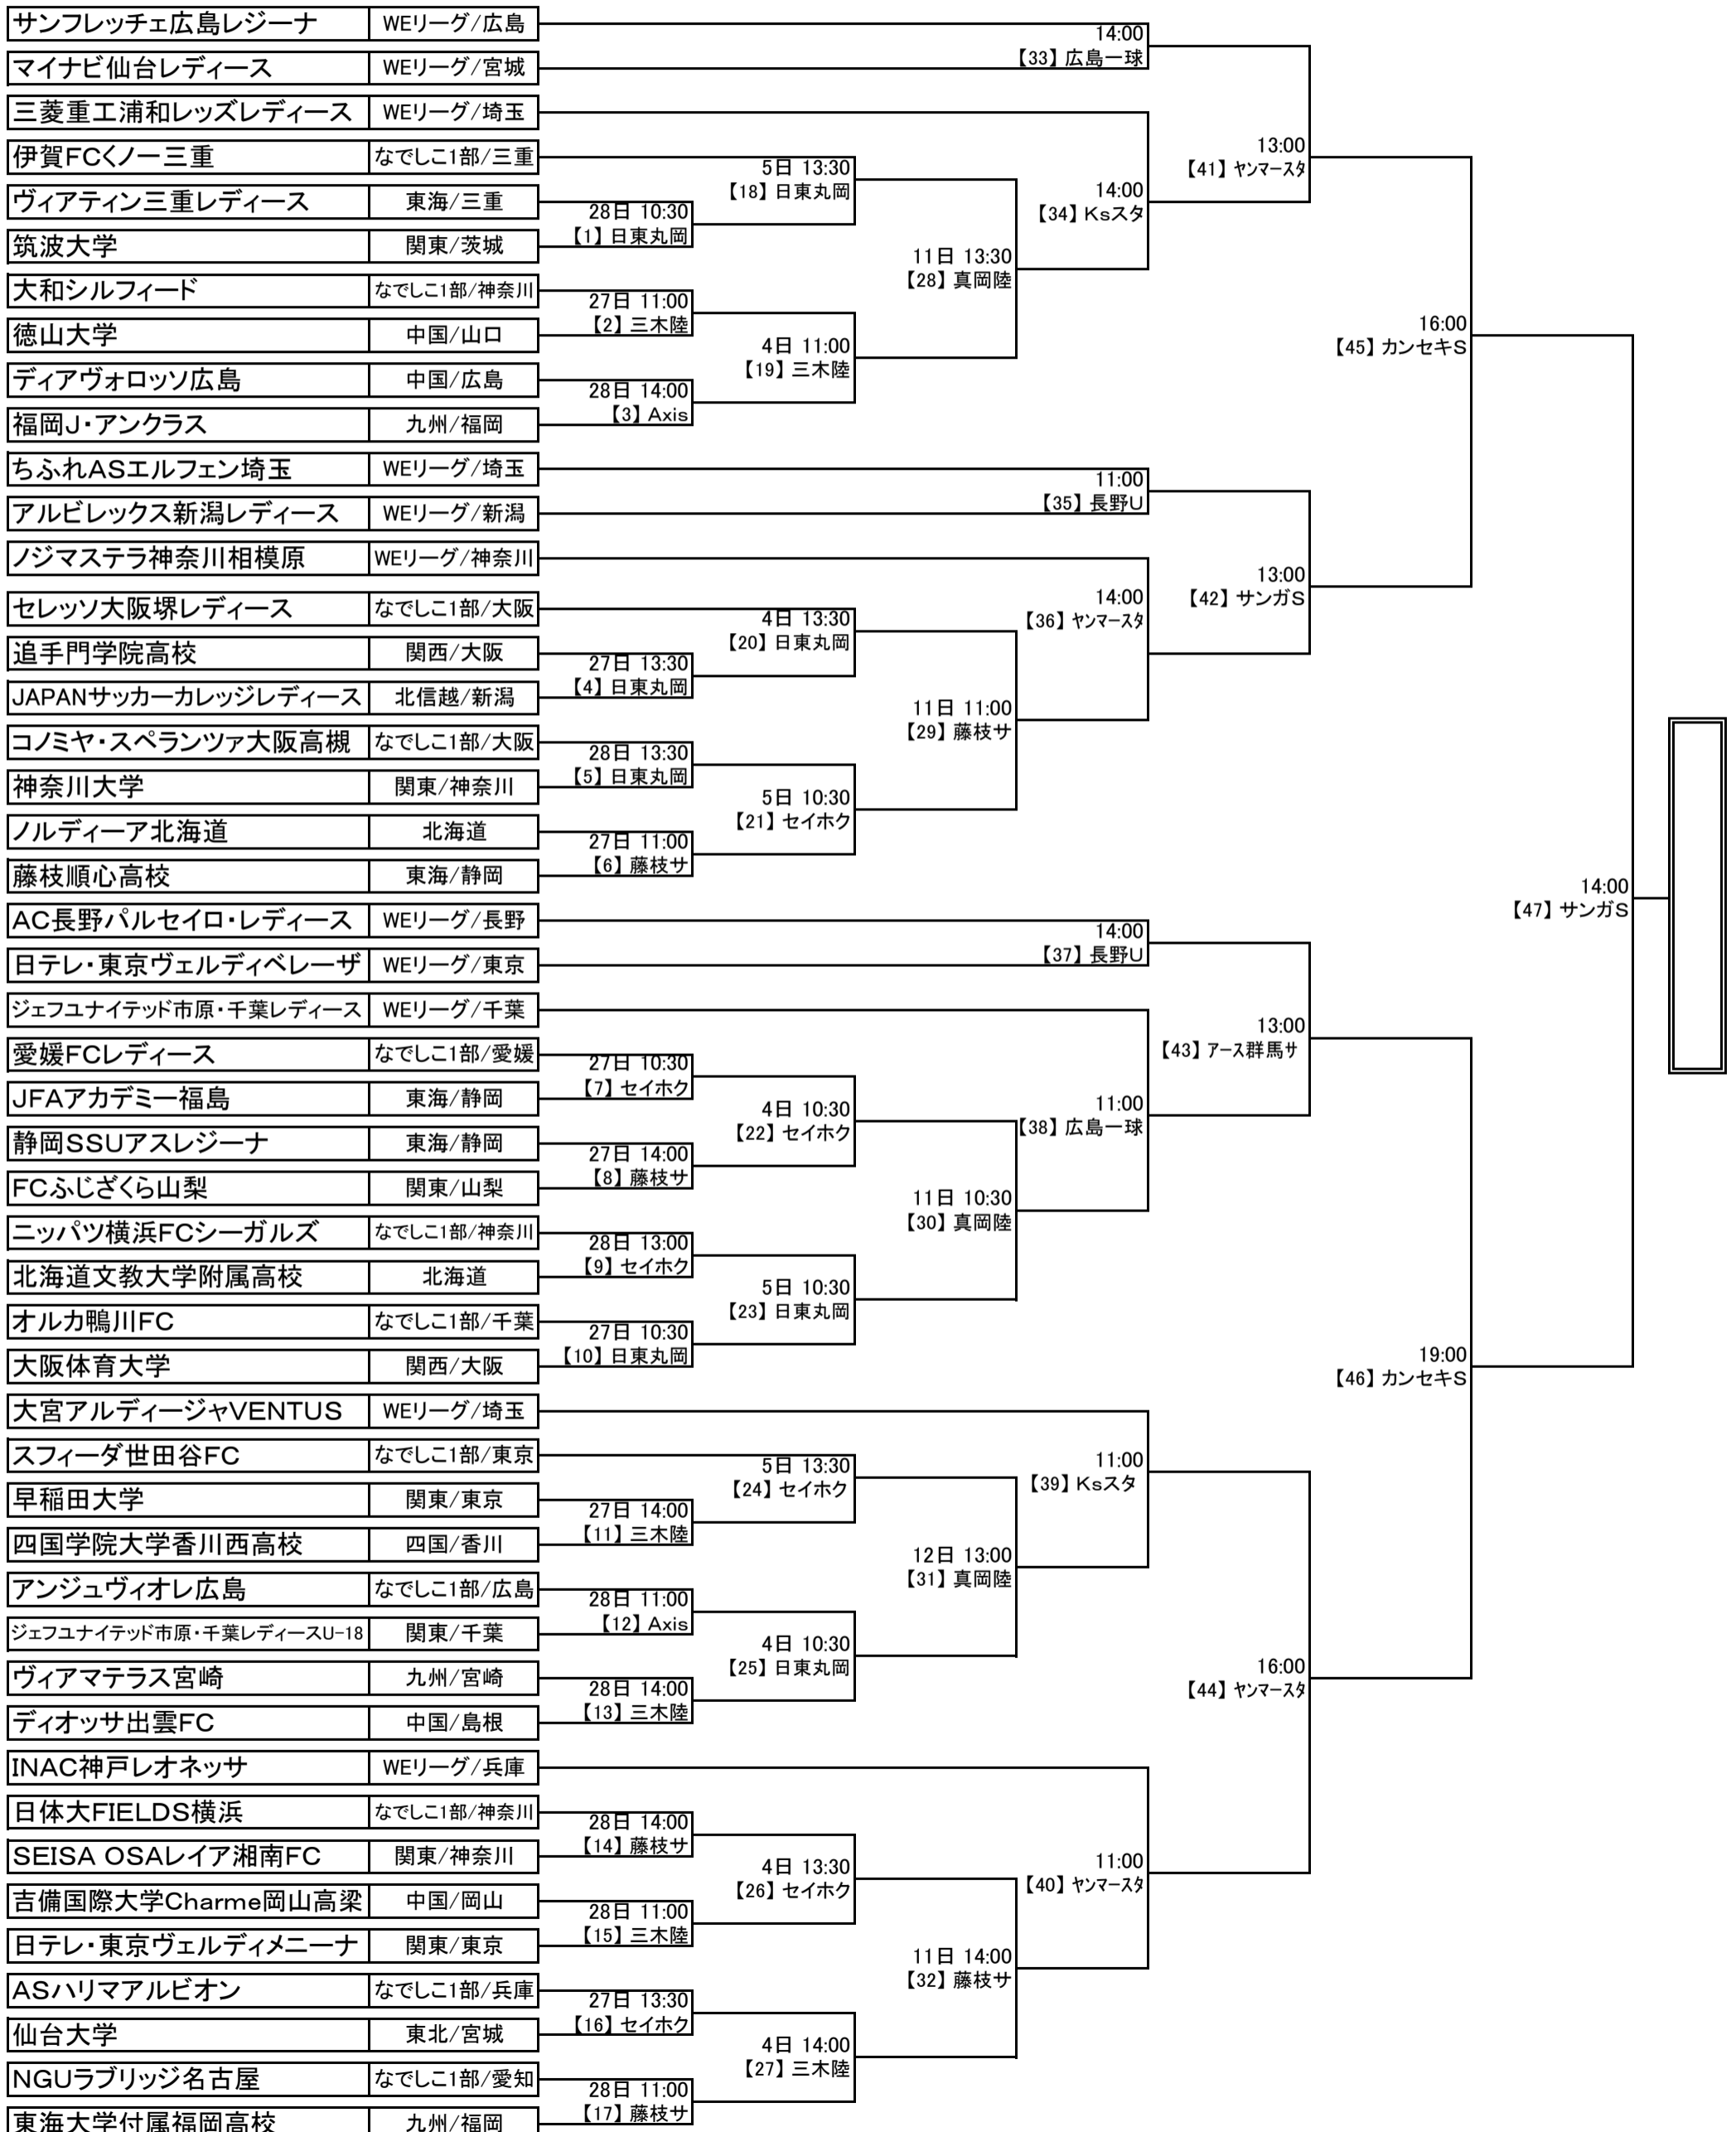 サンフレッチェ広島レジーナ WEリーグ/広島
14:00
マイナビ仙台レディース WEリーグ/宮城
【33】広島一球
三菱重工浦和レッズレディース WEリーグ/埼玉
伊賀FCくノ一三重 なでしこ1部/三重
5日 13:30
【18】日東丸岡
13:00
【41】ヤンマースタ
ヴィアティン三重レディース 東海/三重
14:00
【34】Ksスタ
28日 10:30
【1】日東丸岡
筑波大学 関東/茨城
11日 13:30
【28】真岡陸
大和シルフィード なでしこ1部/神奈川
27日 11:00
【2】三木陸
徳山大学 中国/山口
4日 11:00
【19】三木陸
16:00
【45】カンセキS
ディアヴォロッソ広島 中国/広島
28日 14:00
【3】Axis
福岡J・アンクラス 九州/福岡
ちふれASエルフェン埼玉 WEリーグ/埼玉
11:00
【35】長野U
アルビレックス新潟レディース WEリーグ/新潟
ノジマステラ神奈川相模原 WEリーグ/神奈川
13:00
【42】サンガS
セレッソ大阪堺レディース なでしこ1部/大阪
4日 13:30
【20】日東丸岡
14:00
【36】ヤンマースタ
追手門学院高校 関西/大阪
27日 13:30
【4】日東丸岡
JAPANサッカーカレッジレディース 北信越/新潟
11日 11:00
【29】藤枝サ
コノミヤ・スペランツァ大阪高槻 なでしこ1部/大阪
28日 13:30
【5】日東丸岡
神奈川大学 関東/神奈川
5日 10:30
【21】セイホク
ノルディーア北海道 北海道
27日 11:00
【6】藤枝サ
藤枝順心高校 東海/静岡
14:00
【47】サンガS
AC長野パルセイロ・レディース WEリーグ/長野
14:00
【37】長野U
日テレ・東京ヴェルディベレーザ WEリーグ/東京
ジェフユナイテッド市原・千葉レディース WEリーグ/千葉
13:00
【43】アース群馬サ
愛媛FCレディース なでしこ1部/愛媛
27日 10:30
【7】セイホク
JFAアカデミー福島 東海/静岡
4日 10:30
【22】セイホク
11:00
【38】広島一球
静岡SSUアスレジーナ 東海/静岡
27日 14:00
【8】藤枝サ
FCふじざくら山梨 関東/山梨
11日 10:30
【30】真岡陸
ニッパツ横浜FCシーガルズ なでしこ1部/神奈川
28日 13:00
【9】セイホク
北海道文教大学附属高校 北海道
5日 10:30
【23】日東丸岡
オルカ鴨川FC なでしこ1部/千葉
27日 10:30
【10】日東丸岡
大阪体育大学 関西/大阪
19:00
【46】カンセキS
大宮アルディージャVENTUS WEリーグ/埼玉
スフィーダ世田谷FC なでしこ1部/東京
5日 13:30
【24】セイホク
11:00
【39】Ksスタ
早稲田大学 関東/東京
27日 14:00
【11】三木陸
四国学院大学香川西高校 四国/香川
12日 13:00
【31】真岡陸
アンジュヴィオレ広島 なでしこ1部/広島
28日 11:00
【12】Axis
ジェフユナイテッド市原・千葉レディースU-18 関東/千葉
4日 10:30
【25】日東丸岡
ヴィアマテラス宮崎 九州/宮崎
16:00
【44】ヤンマースタ
28日 14:00
【13】三木陸
ディオッサ出雲FC 中国/島根
INAC神戸レオネッサ WEリーグ/兵庫
日体大FIELDS横浜 なでしこ1部/神奈川
28日 14:00
【14】藤枝サ
SEISA OSAレイア湘南FC 関東/神奈川
4日 13:30
【26】セイホク
11:00
【40】ヤンマースタ
吉備国際大学Charme岡山高梁 中国/岡山
28日 11:00
【15】三木陸
日テレ・東京ヴェルディメニーナ 関東/東京
11日 14:00
【32】藤枝サ
ASハリマアルビオン なでしこ1部/兵庫
27日 13:30
【16】セイホク
仙台大学 東北/宮城
4日 14:00
【27】三木陸
NGUラブリッジ名古屋 なでしこ1部/愛知
28日 11:00
【17】藤枝サ
東海大学付属福岡高校 九州/福岡